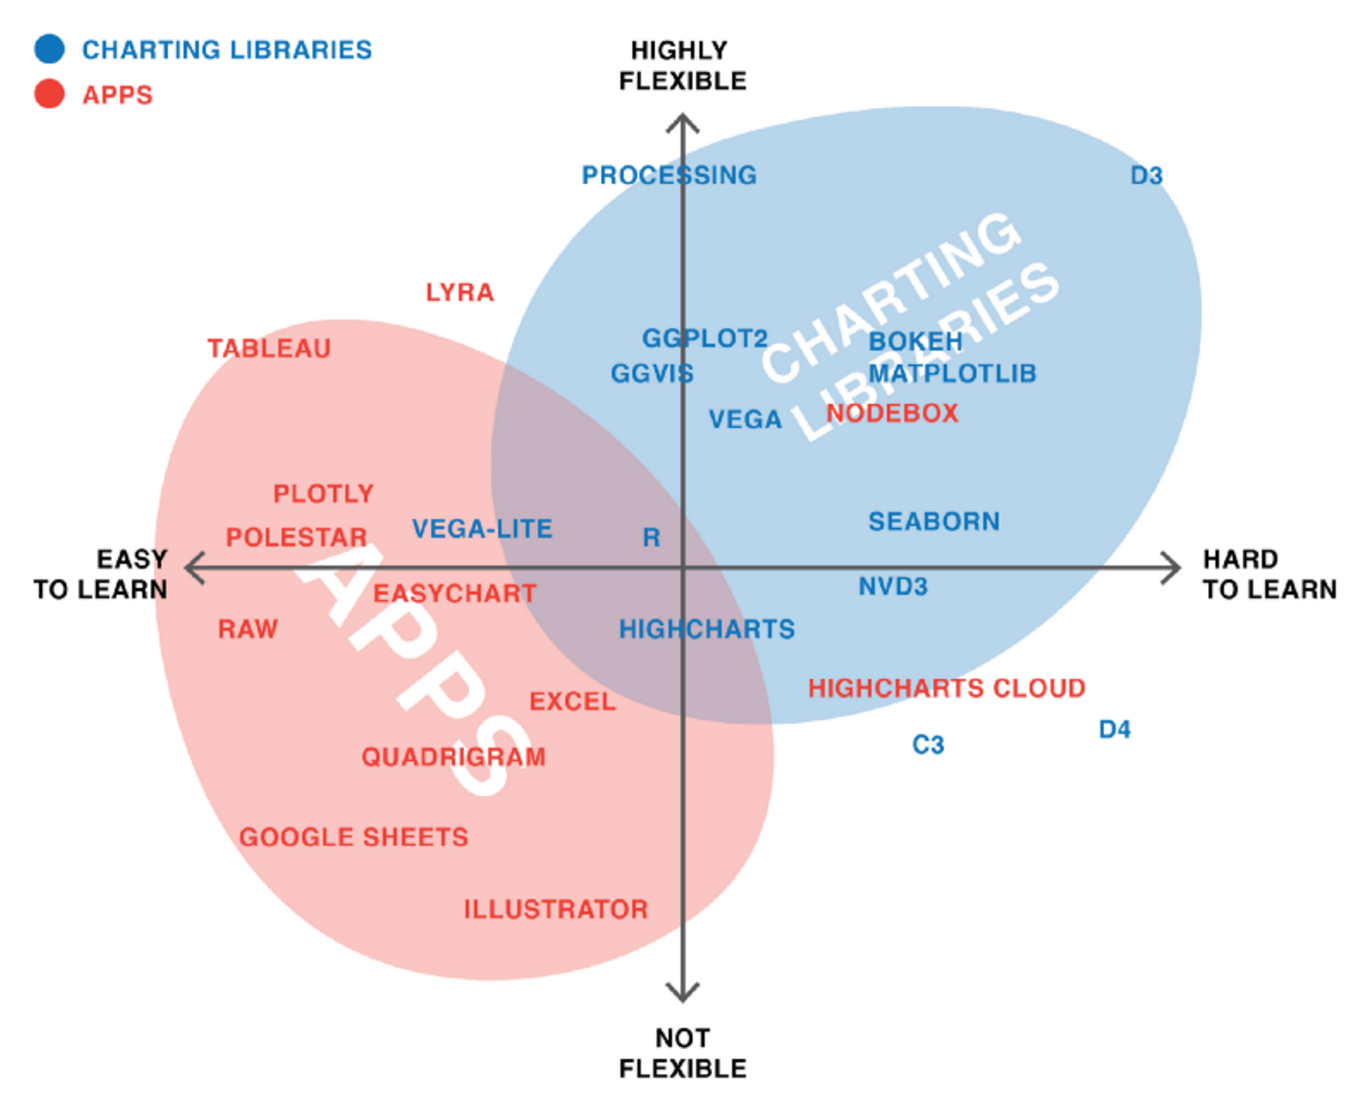 CHARTING LIBRARIES
APPS
HIGHLY
FLEXIBLE
PROCESSING
D3
CHARTING
LIBRARIES
LYRA
TABLEAU
GGPLOT2
BOKEH
GGVIS
MATPLOTLIB
VEGA
NODEBOX
PLOTLY
SEABORN
VEGA-LITE
POLESTAR
R
EASY
TO LEARN
HARD
TO LEARN
APPS
EASYCHART
NVD3
RAW
HIGHCHARTS
HIGHCHARTS CLOUD
EXCEL
D4
C3
QUADRIGRAM
GOOGLE SHEETS
ILLUSTRATOR
NOT
FLEXIBLE